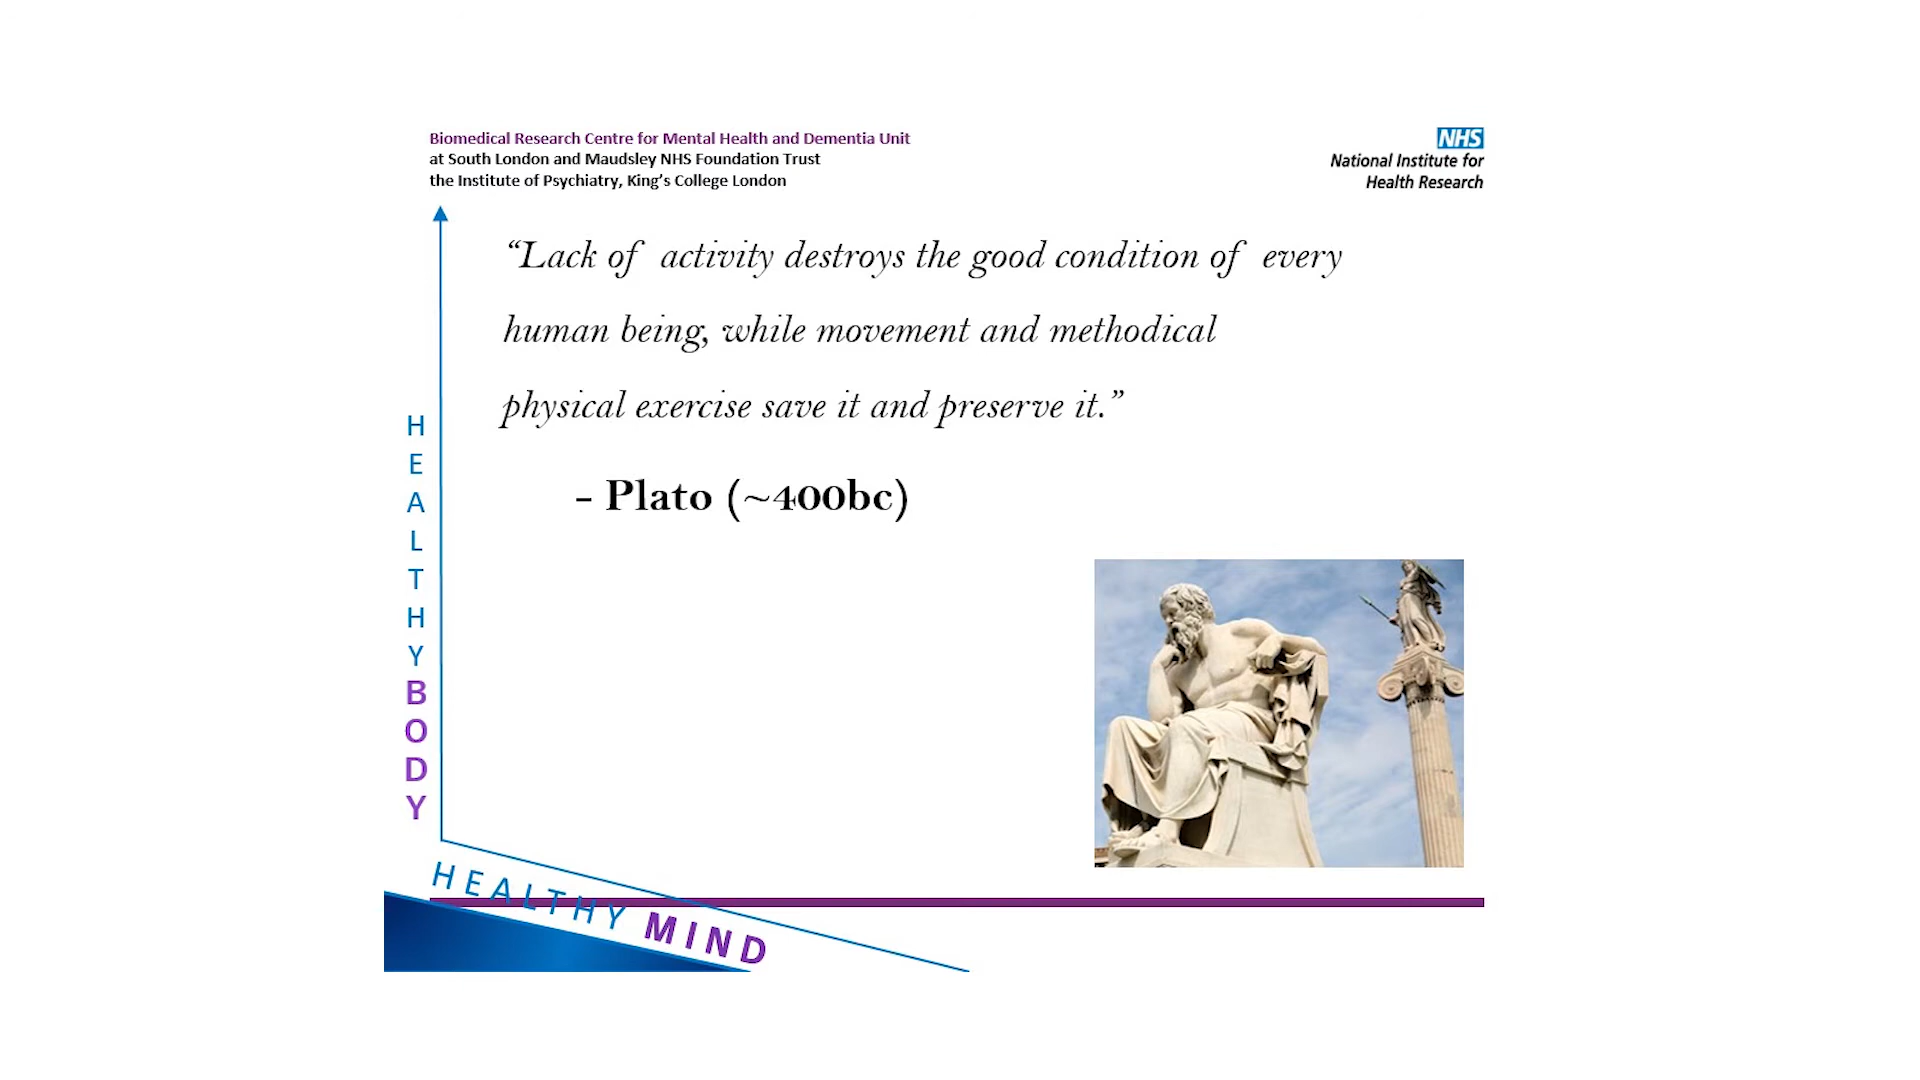 Biomedical Research Centre for Mental Health and Dementia Unit
at South London and Maudsley NHS Foundation Trust
the Institute of Psychiatry, King's College London
NHS
National Institute for
Health Research
“Lack of activity destroys the good condition of every
human being, while movement and methodical
physical exercise save it and preserve it.”
- Plato (~400bc)
HEALTHY BODY
HEALTHY MIND